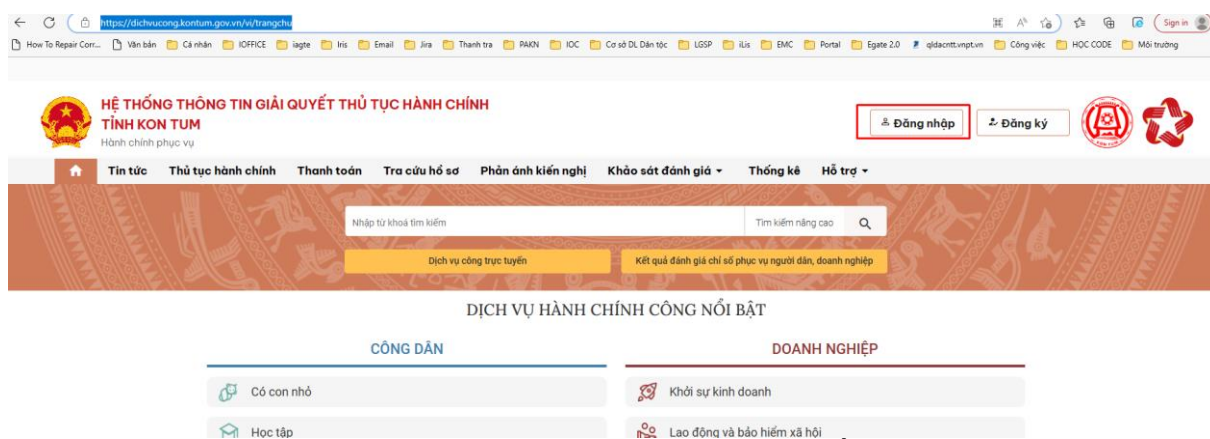 https://dichvucong.kontum.gov.vn/vi/trangchu
Sign in
How To Repair Corr... Văn bản Cá nhân IOFFICE iagte Iris Email Jira Thanh tra PAKN IOC Cơ sở DL Dân tộc LGSP iLis EMC Portal Egate 2.0 qldacntt.vnpt.vn Công việc HỌC CODE Môi trường
HỆ THỐNG THÔNG TIN GIẢI QUYẾT THỦ TỤC HÀNH CHÍNH
TỈNH KON TUM
Hành chính phục vụ
Đăng nhập Đăng ký
Tin tức Thủ tục hành chính Thanh toán Tra cứu hồ sơ Phản ánh kiến nghị Khảo sát đánh giá Thống kê Hỗ trợ
Nhập từ khoá tìm kiếm Tìm kiếm nâng cao
Dịch vụ công trực tuyến Kết quả đánh giá chỉ số phục vụ người dân, doanh nghiệp
DỊCH VỤ HÀNH CHÍNH CÔNG NỔI BẬT
CÔNG DÂN DOANH NGHIỆP
Có con nhỏ Khởi sự kinh doanh
Học tập Lao động và bảo hiểm xã hội